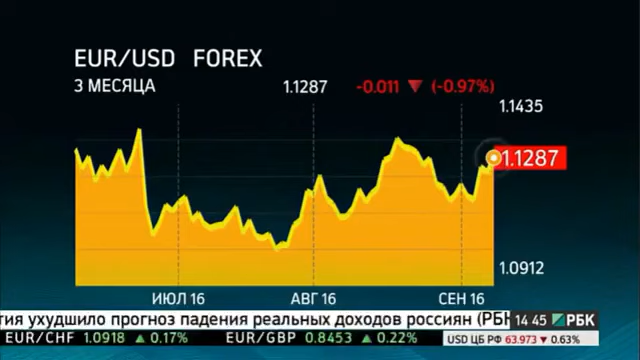 EUR/USD FOREX
3 МЕСЯЦА 1.1287 -0.011 ▼ (-0.97%)
1.1435
1.1287
1.0912
ИЮЛ 16 АВГ 16 СЕН 16
тия ухудшило прогноз падения реальных доходов россиян (РБК
14 45 РБК
EUR/CHF 1.0918 ▲ 0.17% EUR/GBP 0.8453 ▲ 0.22% USD ЦБ РФ 63.973 ▼ 0.63%